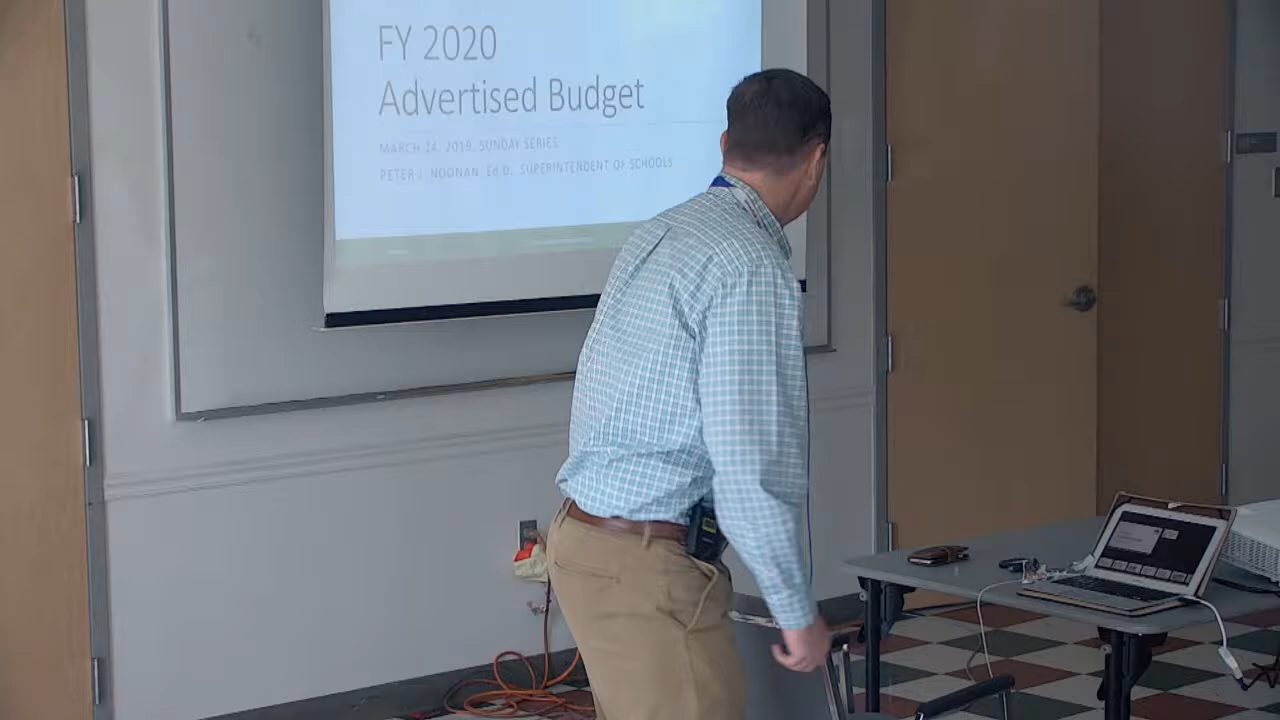 FY 2020
Advertised Budget
MARCH 24, 2019, SUNDAY SERIES
PETER J. NOONAN, Ed.D., SUPERINTENDENT OF SCHOOLS